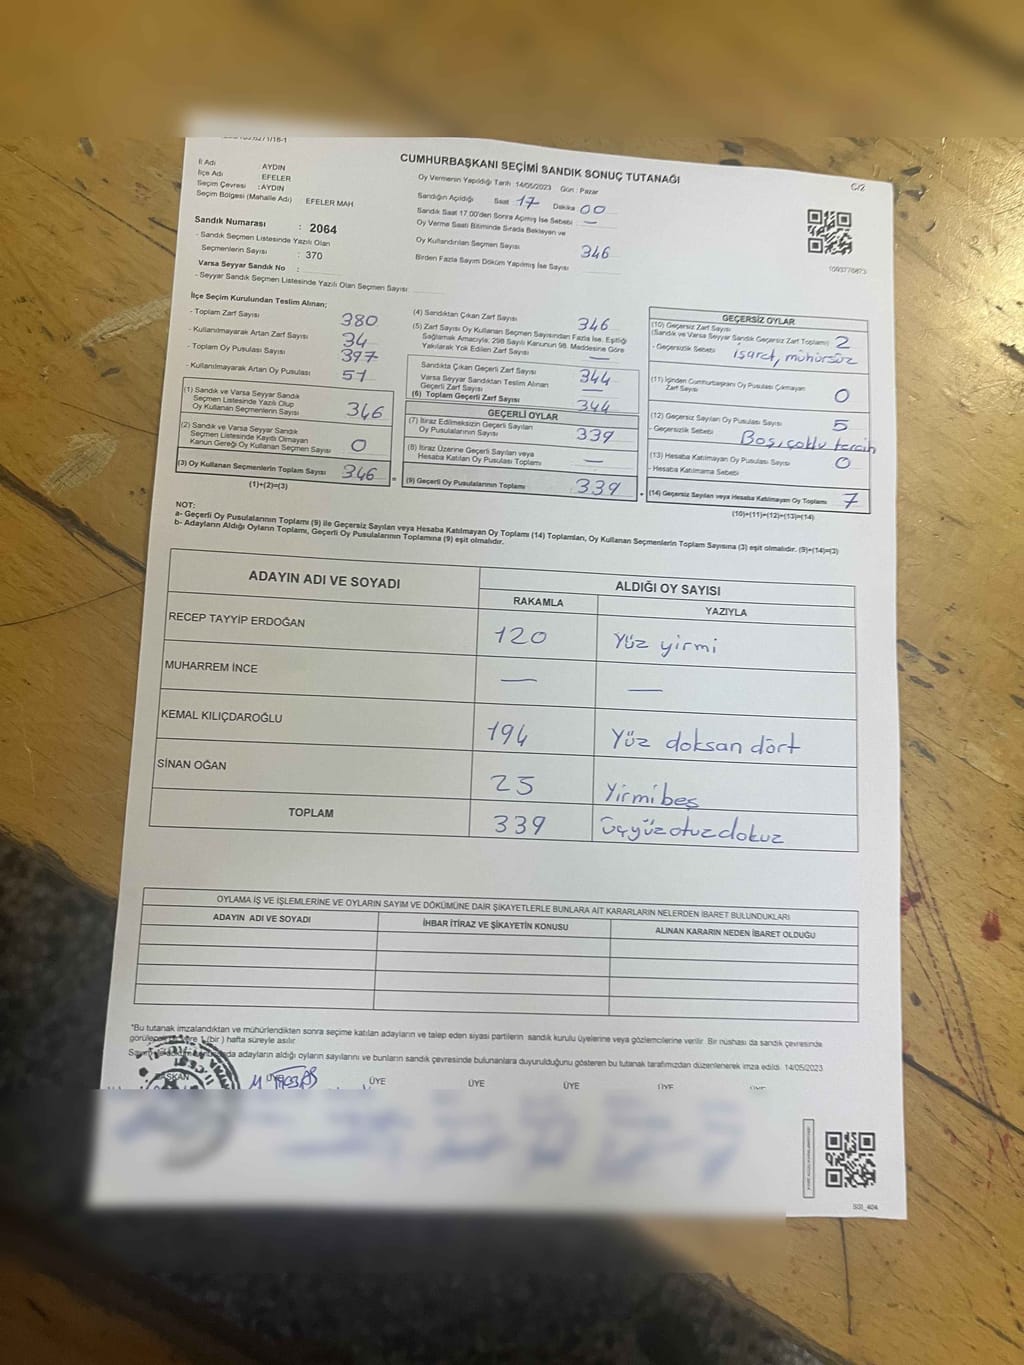 CUMHURBAŞKANI SEÇİMİ SANDIK SONUÇ TUTANAĞI
C/2
İl Adı : AYDIN
İlçe Adı EFELER
Seçim Çevresi : AYDIN
Seçim Bölgesi (Mahalle Adı) EFELER MAH
Sandık Numarası : 2064
- Sandık Seçmen Listesinde Yazılı Olan
Seçmenlerin Sayısı : 370
Varsa Seyyar Sandık No :
- Seyyar Sandık Seçmen Listesinde Yazılı Olan Seçmen Sayısı :
Oy Vermenin Yapıldığı Tarih :14/05/2023 Gün : Pazar
Sandığın Açıldığı Saat 17 Dakika 00
Sandık Saat 17.00'den Sonra Açılmış İse Sebebi —
Oy Verme Saati Bitiminde Sırada Bekleyen ve
Oy Kullandırılan Seçmen Sayısı 346
Birden Fazla Sayım Döküm Yapılmış İse Sayısı
1093776873
İlçe Seçim Kurulundan Teslim Alınan;
- Toplam Zarf Sayısı 380
- Kullanılmayarak Artan Zarf Sayısı 34
- Toplam Oy Pusulası Sayısı 397
- Kullanılmayarak Artan Oy Pusulası 51
(1) Sandık ve Varsa Seyyar Sandık
Seçmen Listesinde Yazılı Olup
Oy Kullanan Seçmenlerin Sayısı 346
(2) Sandık ve Varsa Seyyar Sandık
Seçmen Listesinde Kayıtlı Olmayan
Kanun Gereği Oy Kullanan Seçmen Sayısı 0
(3) Oy Kullanan Seçmenlerin Toplam Sayısı 346
(1)+(2)=(3)
(4) Sandıktan Çıkan Zarf Sayısı 346
(5) Zarf Sayısı Oy Kullanan Seçmen Sayısından Fazla İse, Eşitliği
Sağlamak Amacıyla; 298 Sayılı Kanunun 98. Maddesine Göre
Yakılarak Yok Edilen Zarf Sayısı —
Sandıkta Çıkan Geçerli Zarf Sayısı 344
Varsa Seyyar Sandıktan Teslim Alınan
Geçerli Zarf Sayısı —
(6) Toplam Geçerli Zarf Sayısı 344
GEÇERLİ OYLAR
(7) İtiraz Edilmeksizin Geçerli Sayılan
Oy Pusulalarının Sayısı 339
(8) İtiraz Üzerine Geçerli Sayılan veya
Hesaba Katılan Oy Pusulası Toplamı —
(9) Geçerli Oy Pusulalarının Toplamı 339
GEÇERSİZ OYLAR
(10) Geçersiz Zarf Sayısı
(Sandık ve Varsa Seyyar Sandık Geçersiz Zarf Toplamı) 2
- Geçersizlik Sebebi işaret, mühürsüz
(11) İçinden Cumhurbaşkanı Oy Pusulası Çıkmayan
Zarf Sayısı 0
(12) Geçersiz Sayılan Oy Pusulası Sayısı 5
- Geçersizlik Sebebi Boş, çoklu tercih
(13) Hesaba Katılmayan Oy Pusulası Sayısı 0
- Hesaba Katılmama Sebebi
(14) Geçersiz Sayılan veya Hesaba Katılmayan Oy Toplamı 7
(10)+(11)+(12)+(13)=(14)
NOT:
a- Geçerli Oy Pusulalarının Toplamı (9) ile Geçersiz Sayılan veya Hesaba Katılmayan Oy Toplamı (14) Toplamları, Oy Kullanan Seçmenlerin Toplam Sayısına (3) eşit olmalıdır. (9)+(14)=(3)
b- Adayların Aldığı Oyların Toplamı, Geçerli Oy Pusulalarının Toplamına (9) eşit olmalıdır.
ADAYIN ADI VE SOYADI ALDIĞI OY SAYISI
RAKAMLA YAZIYLA
RECEP TAYYİP ERDOĞAN 120 Yüz yirmi
MUHARREM İNCE — —
KEMAL KILIÇDAROĞLU 194 Yüz doksan dört
SİNAN OĞAN 25 Yirmibeş
TOPLAM 339 Üçyüzotuzdokuz
OYLAMA İŞ VE İŞLEMLERİNE VE OYLARIN SAYIM VE DÖKÜMÜNE DAİR ŞİKAYETLERLE BUNLARA AİT KARARLARIN NELERDEN İBARET BULUNDUKLARI
ADAYIN ADI VE SOYADI İHBAR İTİRAZ VE ŞİKAYETİN KONUSU ALINAN KARARIN NEDEN İBARET OLDUĞU
*Bu tutanak imzalandıktan ve mühürlendikten sonra seçime katılan adayların ve talep eden siyasi partilerin sandık kurulu üyelerine veya gözlemcilerine verilir. Bir nüshası da sandık çevresinde
(bir) hafta süreyle asılır.
adayların aldığı oyların sayılarını ve bunların sandık çevresinde bulunanlara duyurulduğunu gösteren bu tutanak tarafımızdan düzenlenerek imza edildi. 14/05/2023
ÜYE ÜYE ÜYE ÜYE
S31_404